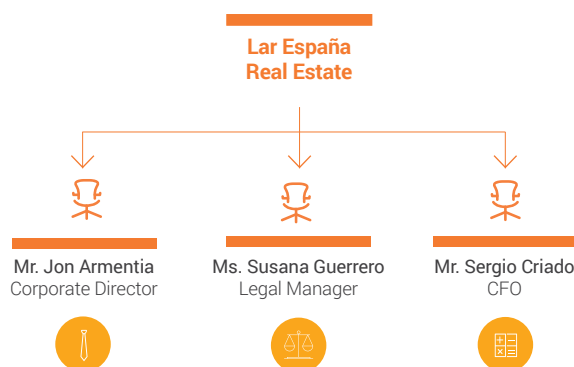 Lar España
Real Estate
Mr. Jon Armentia
Corporate Director
Ms. Susana Guerrero
Legal Manager
Mr. Sergio Criado
CFO